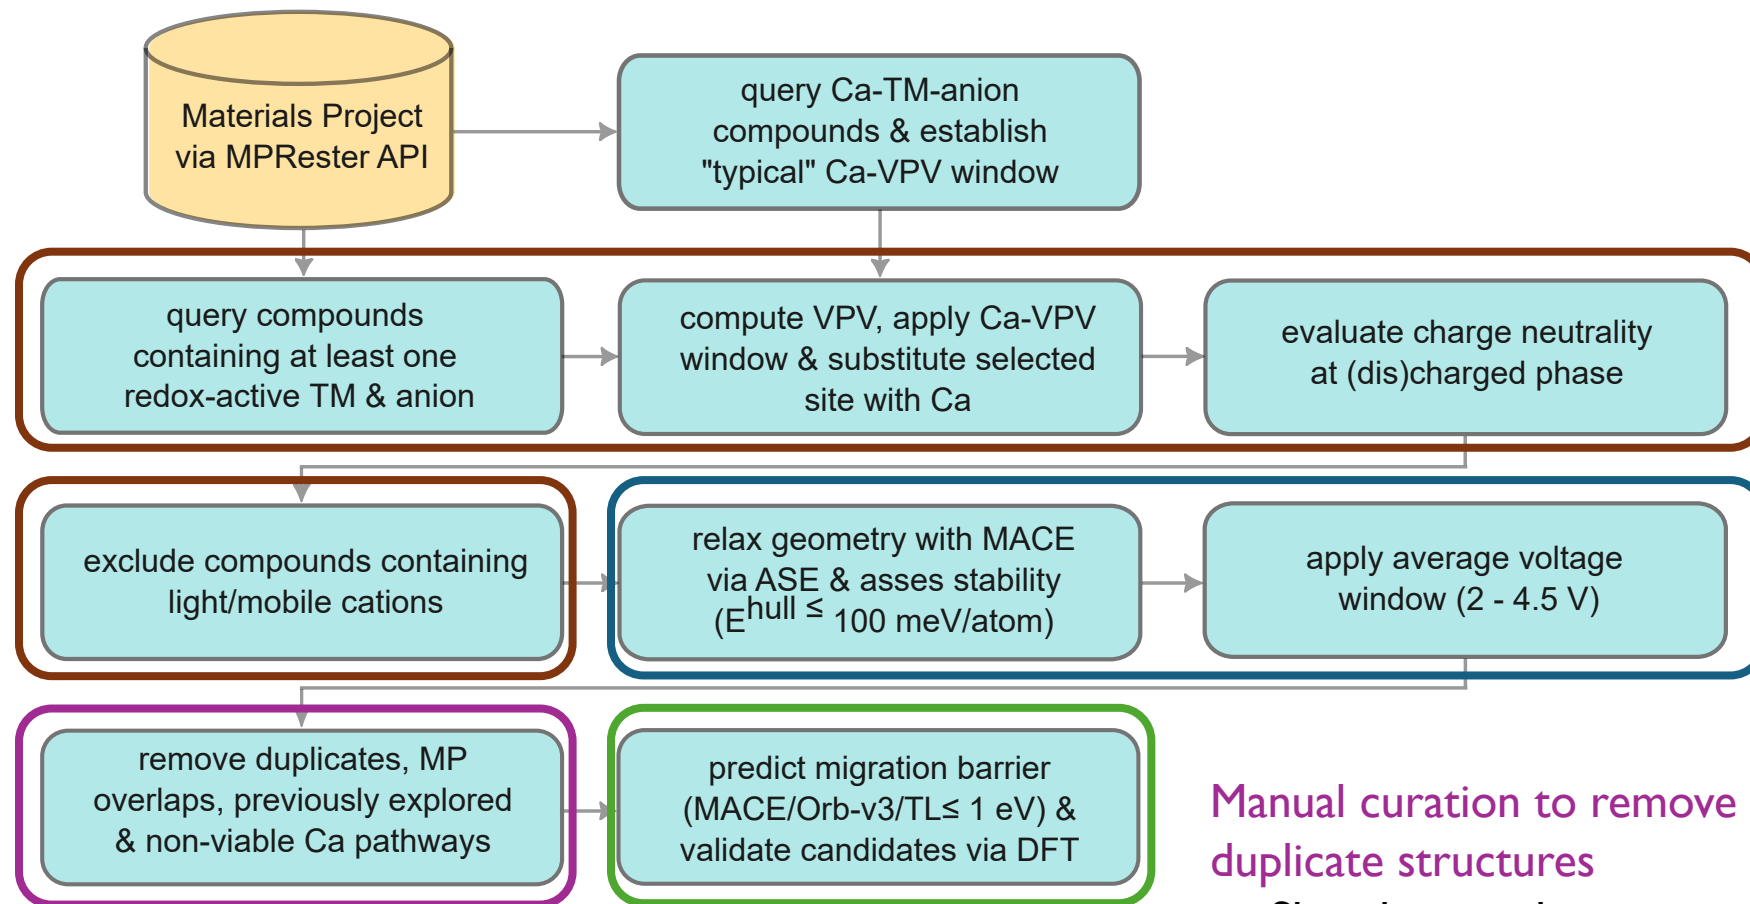 Materials Project
via MPRester API
query Ca-TM-anion
compounds & establish
"typical" Ca-VPV window
query compounds
containing at least one
redox-active TM & anion
compute VPV, apply Ca-VPV
window & substitute selected
site with Ca
evaluate charge neutrality
at (dis)charged phase
exclude compounds containing
light/mobile cations
relax geometry with MACE
via ASE & asses stability
(E^hull ≤ 100 meV/atom)
apply average voltage
window (2 - 4.5 V)
remove duplicates, MP
overlaps, previously explored
& non-viable Ca pathways
predict migration barrier
(MACE/Orb-v3/TL≤ 1 eV) &
validate candidates via DFT
Manual curation to remove
duplicate structures